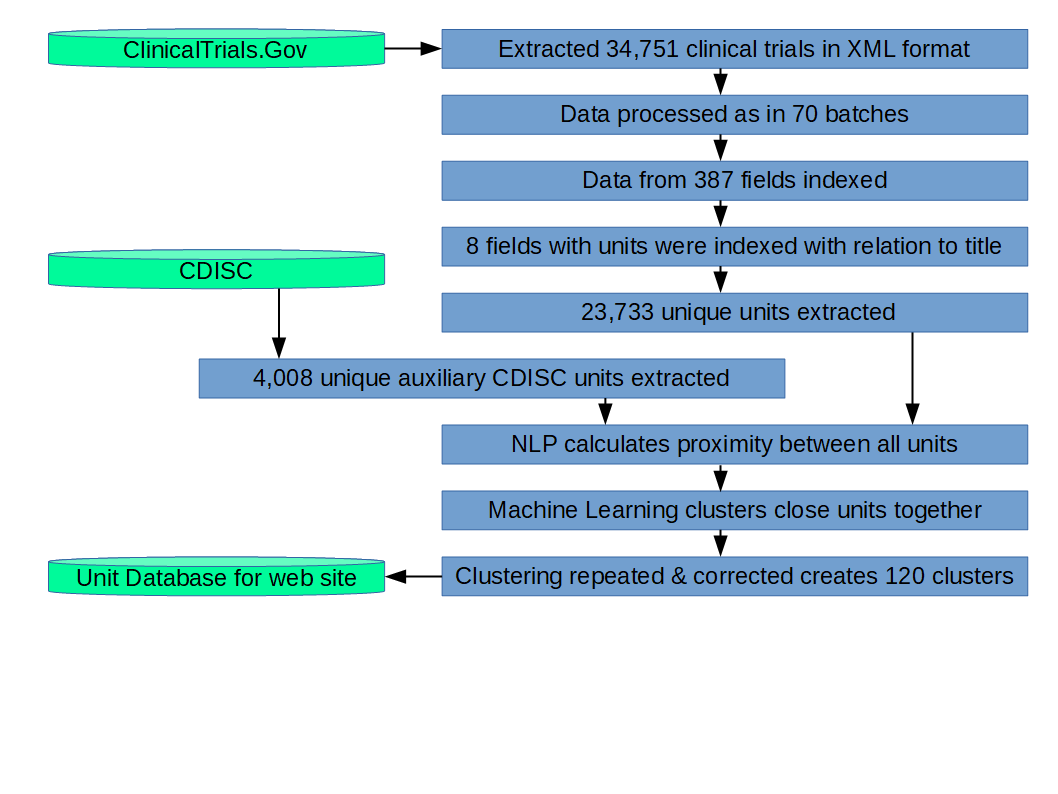 ClinicalTrials.Gov
Extracted 34,751 clinical trials in XML format
Data processed as in 70 batches
Data from 387 fields indexed
8 fields with units were indexed with relation to title
CDISC
23,733 unique units extracted
4,008 unique auxiliary CDISC units extracted
NLP calculates proximity between all units
Machine Learning clusters close units together
Unit Database for web site
Clustering repeated & corrected creates 120 clusters